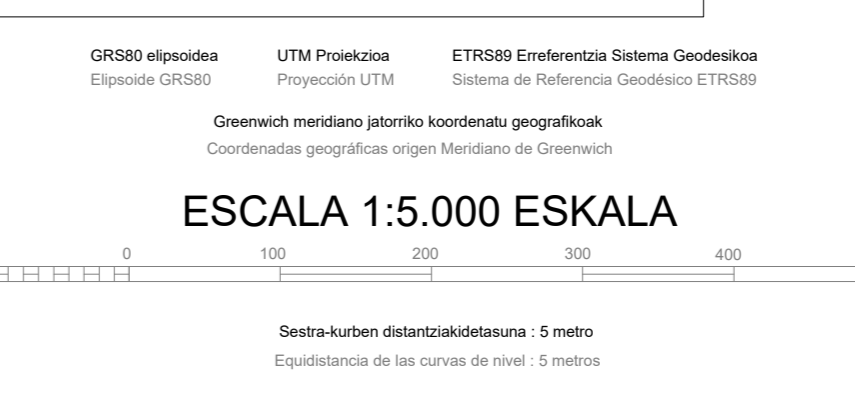 GRS80 elipsoidea UTM Proiekzioa ETRS89 Erreferentzia Sistema Geodesikoa
Elipsoide GRS80 Proyección UTM Sistema de Referencia Geodésico ETRS89
Greenwich meridiano jatorriko koordenatu geografikoak
Coordenadas geográficas origen Meridiano de Greenwich
ESCALA 1:5.000 ESKALA
0 100 200 300 400
Sestra-kurben distantziakidetasuna : 5 metro
Equidistancia de las curvas de nivel : 5 metros